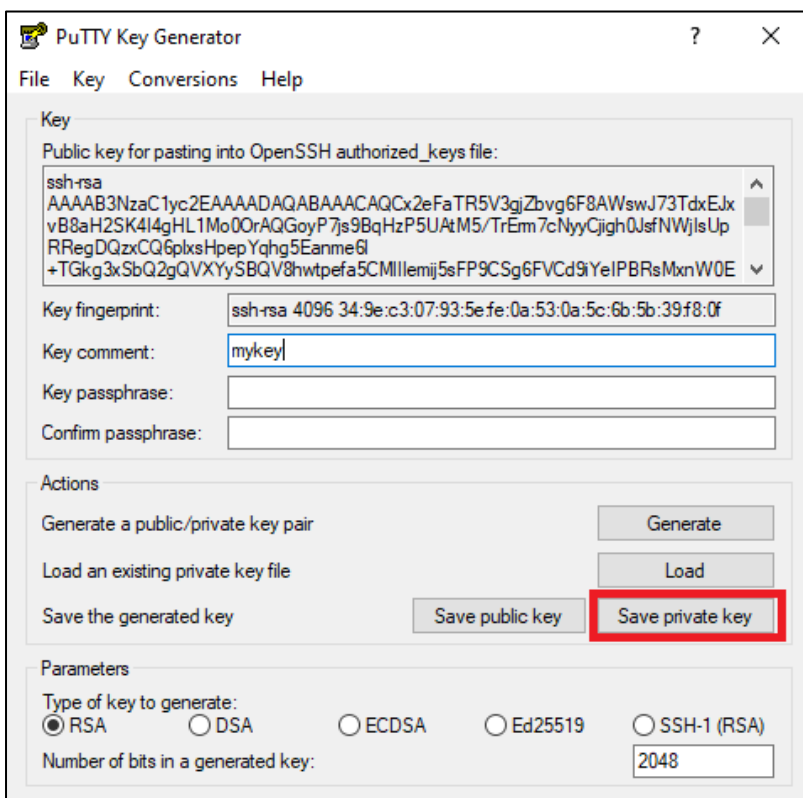 PuTTY Key Generator ? ×
File Key Conversions Help
Key
Public key for pasting into OpenSSH authorized_keys file:
ssh-rsa
AAAAB3NzaC1yc2EAAAADAQABAAACAQCx2eFaTR5V3gjZbvg6F8AWswJ73TdxEJx
vB8aH2SK4I4gHL1Mo0OrAQGoyP7js9BqHzP5UAtM5/TrErm7cNyyCjigh0JsfNWjIsUp
RRegDQzxCQ6plxsHpepYqhg5Eanme6l
+TGkg3xSbQ2gQVXYySBQV8hwtpefa5CMIllemij5sFP9CSg6FVCd9iYeIPBRsMxnW0E
Key fingerprint: ssh-rsa 4096 34:9e:c3:07:93:5e:fe:0a:53:0a:5c:6b:5b:39:f8:0f
Key comment: mykey
Key passphrase:
Confirm passphrase:
Actions
Generate a public/private key pair Generate
Load an existing private key file Load
Save the generated key Save public key Save private key
Parameters
Type of key to generate:
RSA DSA ECDSA Ed25519 SSH-1 (RSA)
Number of bits in a generated key: 2048